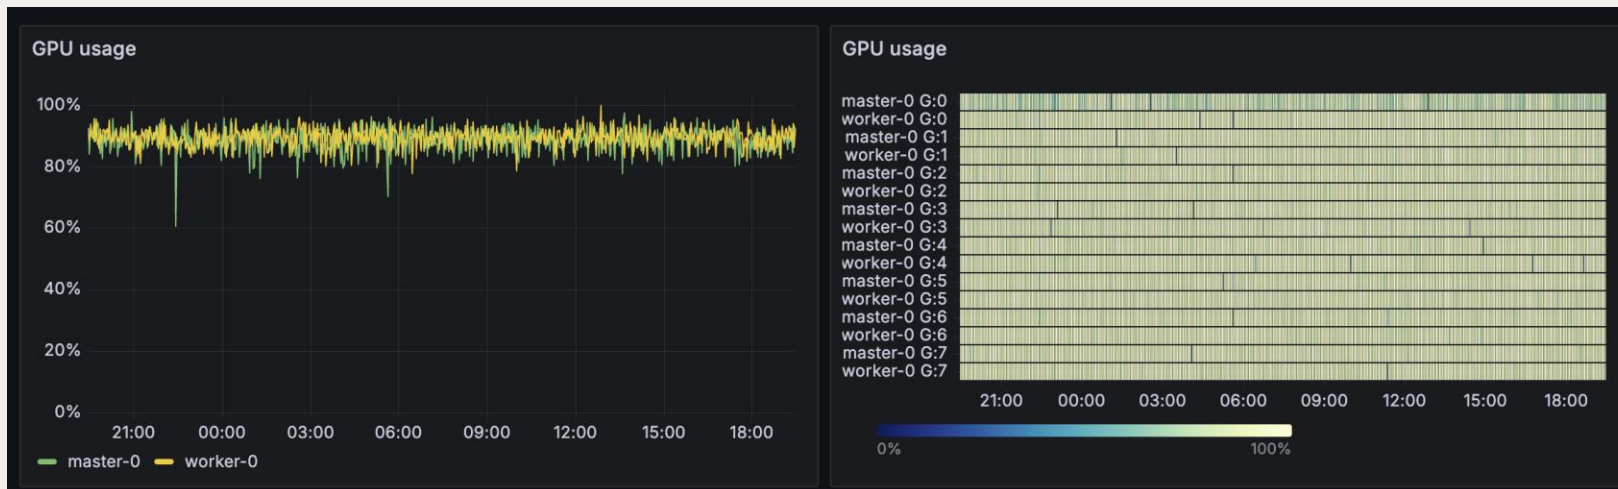 GPU usage
100%
80%
60%
40%
20%
0%
21:00 00:00 03:00 06:00 09:00 12:00 15:00 18:00
master-0 worker-0
GPU usage
master-0 G:0
worker-0 G:0
master-0 G:1
worker-0 G:1
master-0 G:2
worker-0 G:2
master-0 G:3
worker-0 G:3
master-0 G:4
worker-0 G:4
master-0 G:5
worker-0 G:5
master-0 G:6
worker-0 G:6
master-0 G:7
worker-0 G:7
21:00 00:00 03:00 06:00 09:00 12:00 15:00 18:00
0% 100%